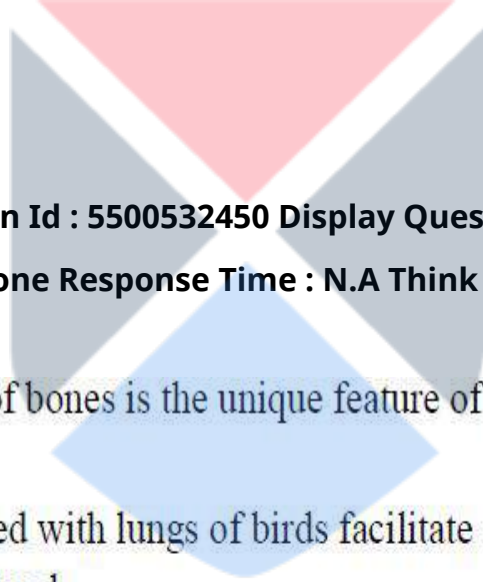 n Id : 5500532450 Display Ques
one Response Time : N.A Think
of bones is the unique feature of
ed with lungs of birds facilitate